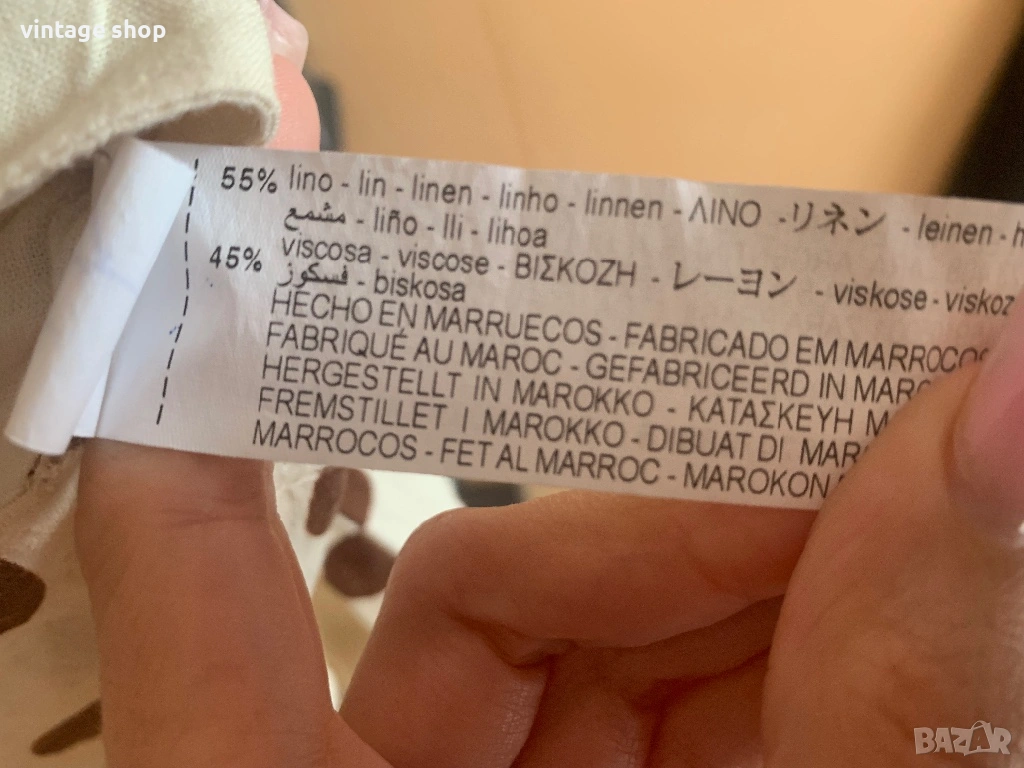 vintage shop
55% lino - lin - linen - linho - linnen - ΛINO - リネン - leinen - h
مشمع - liño - lli - lihoa
45% viscosa - viscose - ΒΙΣΚΟΖΗ - レーヨン - viskose - viskoz
فسكوز - biskosa
HECHO EN MARRUECOS - FABRICADO EM MARROCOS
FABRIQUÉ AU MAROC - GEFABRICEERD IN MARO
HERGESTELLT IN MAROKKO - ΚΑΤΑΣΚΕΥΗ Μ
FREMSTILLET I MAROKKO - DIBUAT DI MAR
MARROCOS - FET AL MARROC - MAROKON
BAZAR